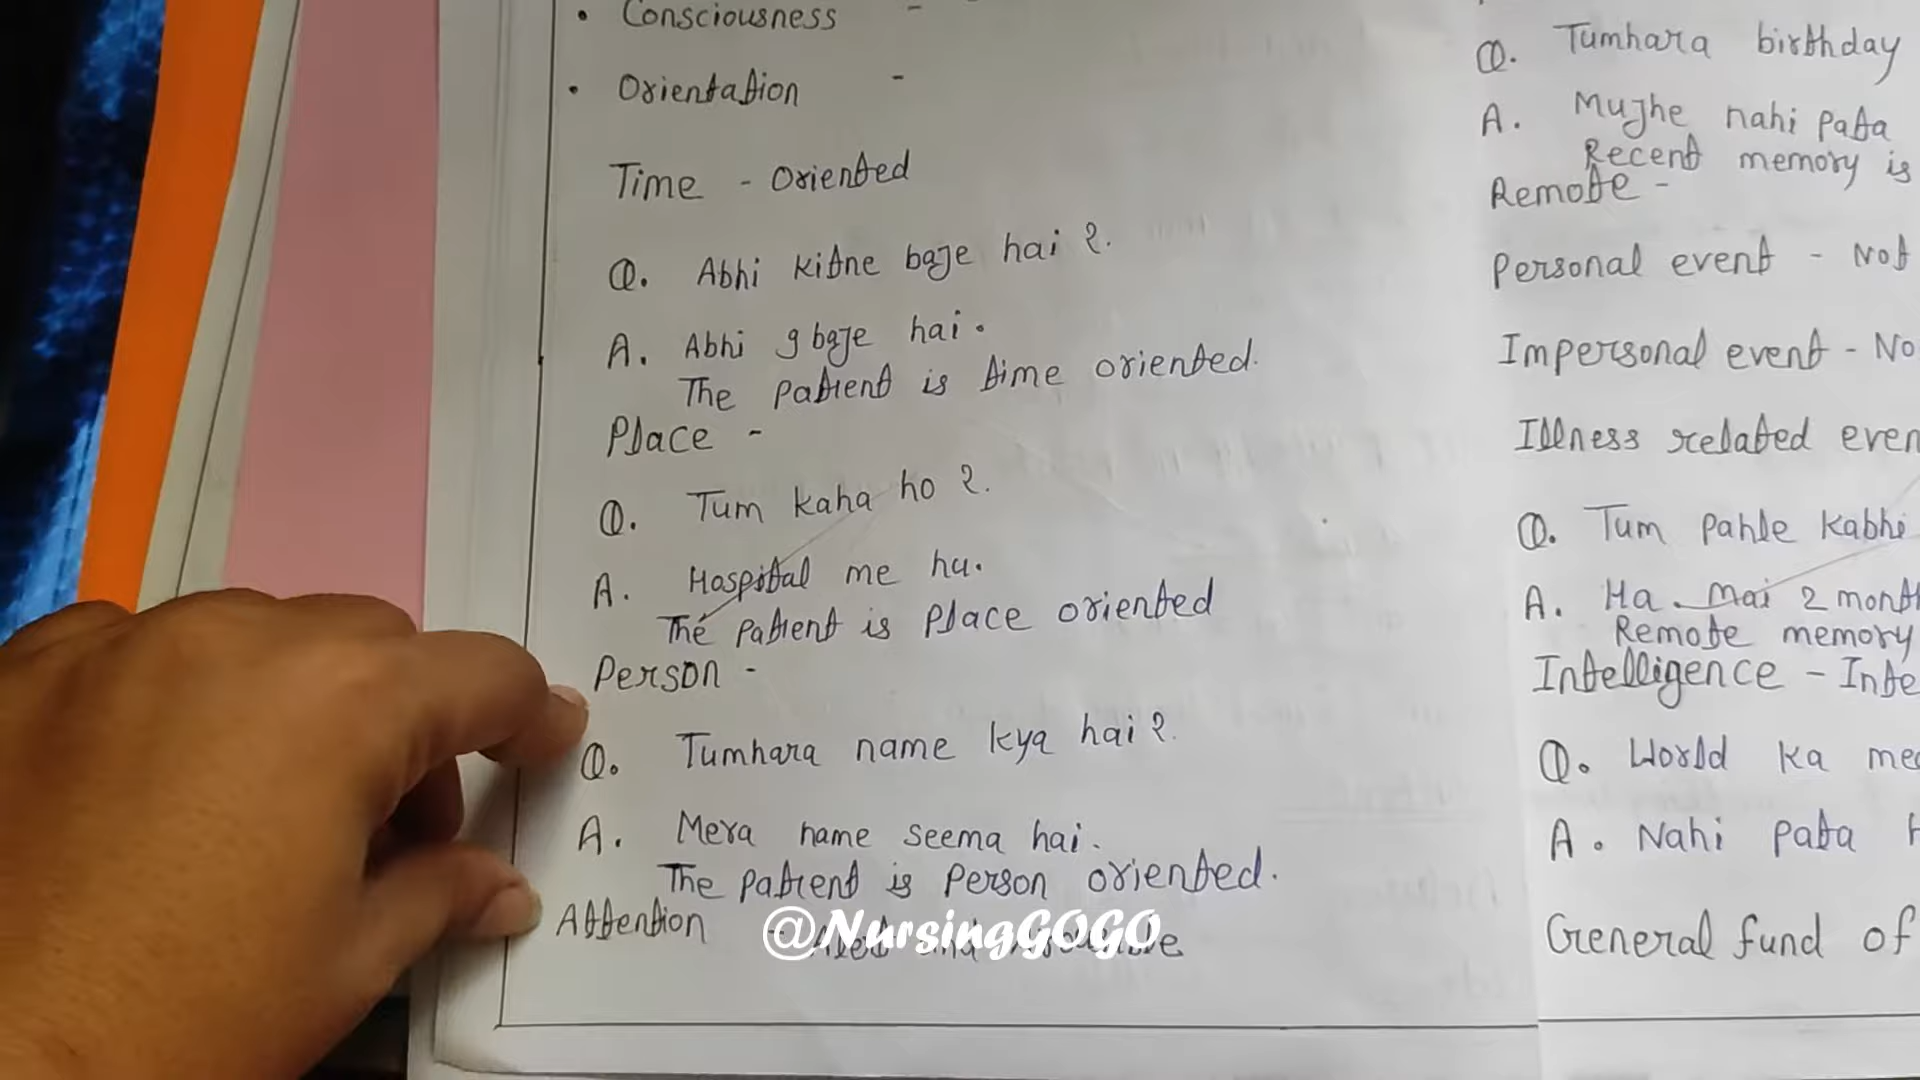 • Consciousness -
• Orientation -
Time - Oriented
Q. Abhi kitne baje hai ?.
A. Abhi 9 baje hai.
The patient is time oriented.
Place -
Q. Tum kaha ho ?.
A. Hospital me hu.
The patient is Place oriented
Person -
Q. Tumhara name kya hai ?.
A. Mera name seema hai.
The patient is Person oriented.
Attention -
@NursingGOGO
Q. Tumhara birthday
A. Mujhe nahi pata
Recent memory is
Remote -
Personal event - Not
Impersonal event - No
Illness related even
Q. Tum pahle kabhi
A. Ha. Mai 2 month
Remote memory
Intelligence - Inte
Q. World ka me
A. Nahi pata
General fund of